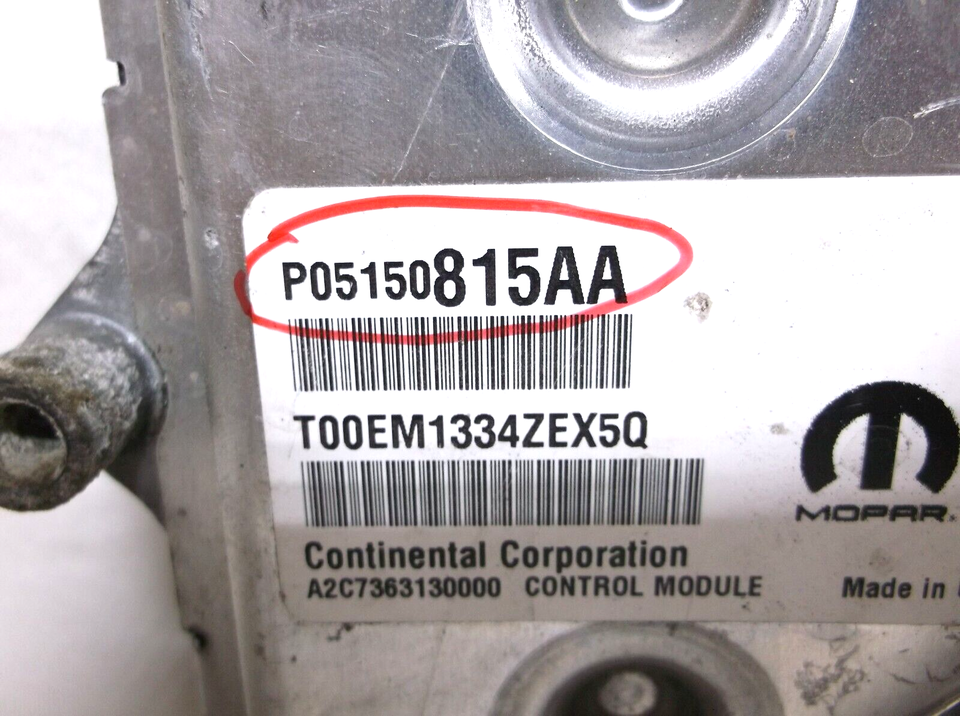 P05150815AA
T00EM1334ZEX5Q
MOPAR
Continental Corporation
A2C7363130000 CONTROL MODULE
Made in